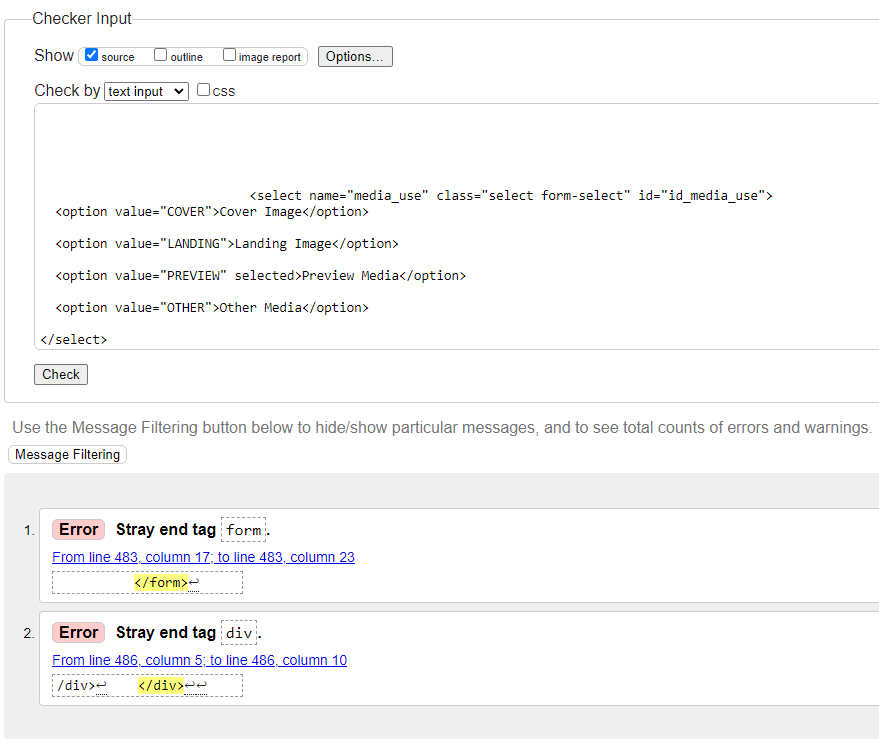 Checker Input
Show source outline image report Options...
Check by text input css
<select name="media_use" class="select form-select" id="id_media_use">
<option value="COVER">Cover Image</option>
<option value="LANDING">Landing Image</option>
<option value="PREVIEW" selected>Preview Media</option>
<option value="OTHER">Other Media</option>
</select>
Check
Use the Message Filtering button below to hide/show particular messages, and to see total counts of errors and warnings.
Message Filtering
1. Error Stray end tag form.
From line 483, column 17; to line 483, column 23
</form>↩
2. Error Stray end tag div.
From line 486, column 5; to line 486, column 10
/div>↩ </div>↩↩